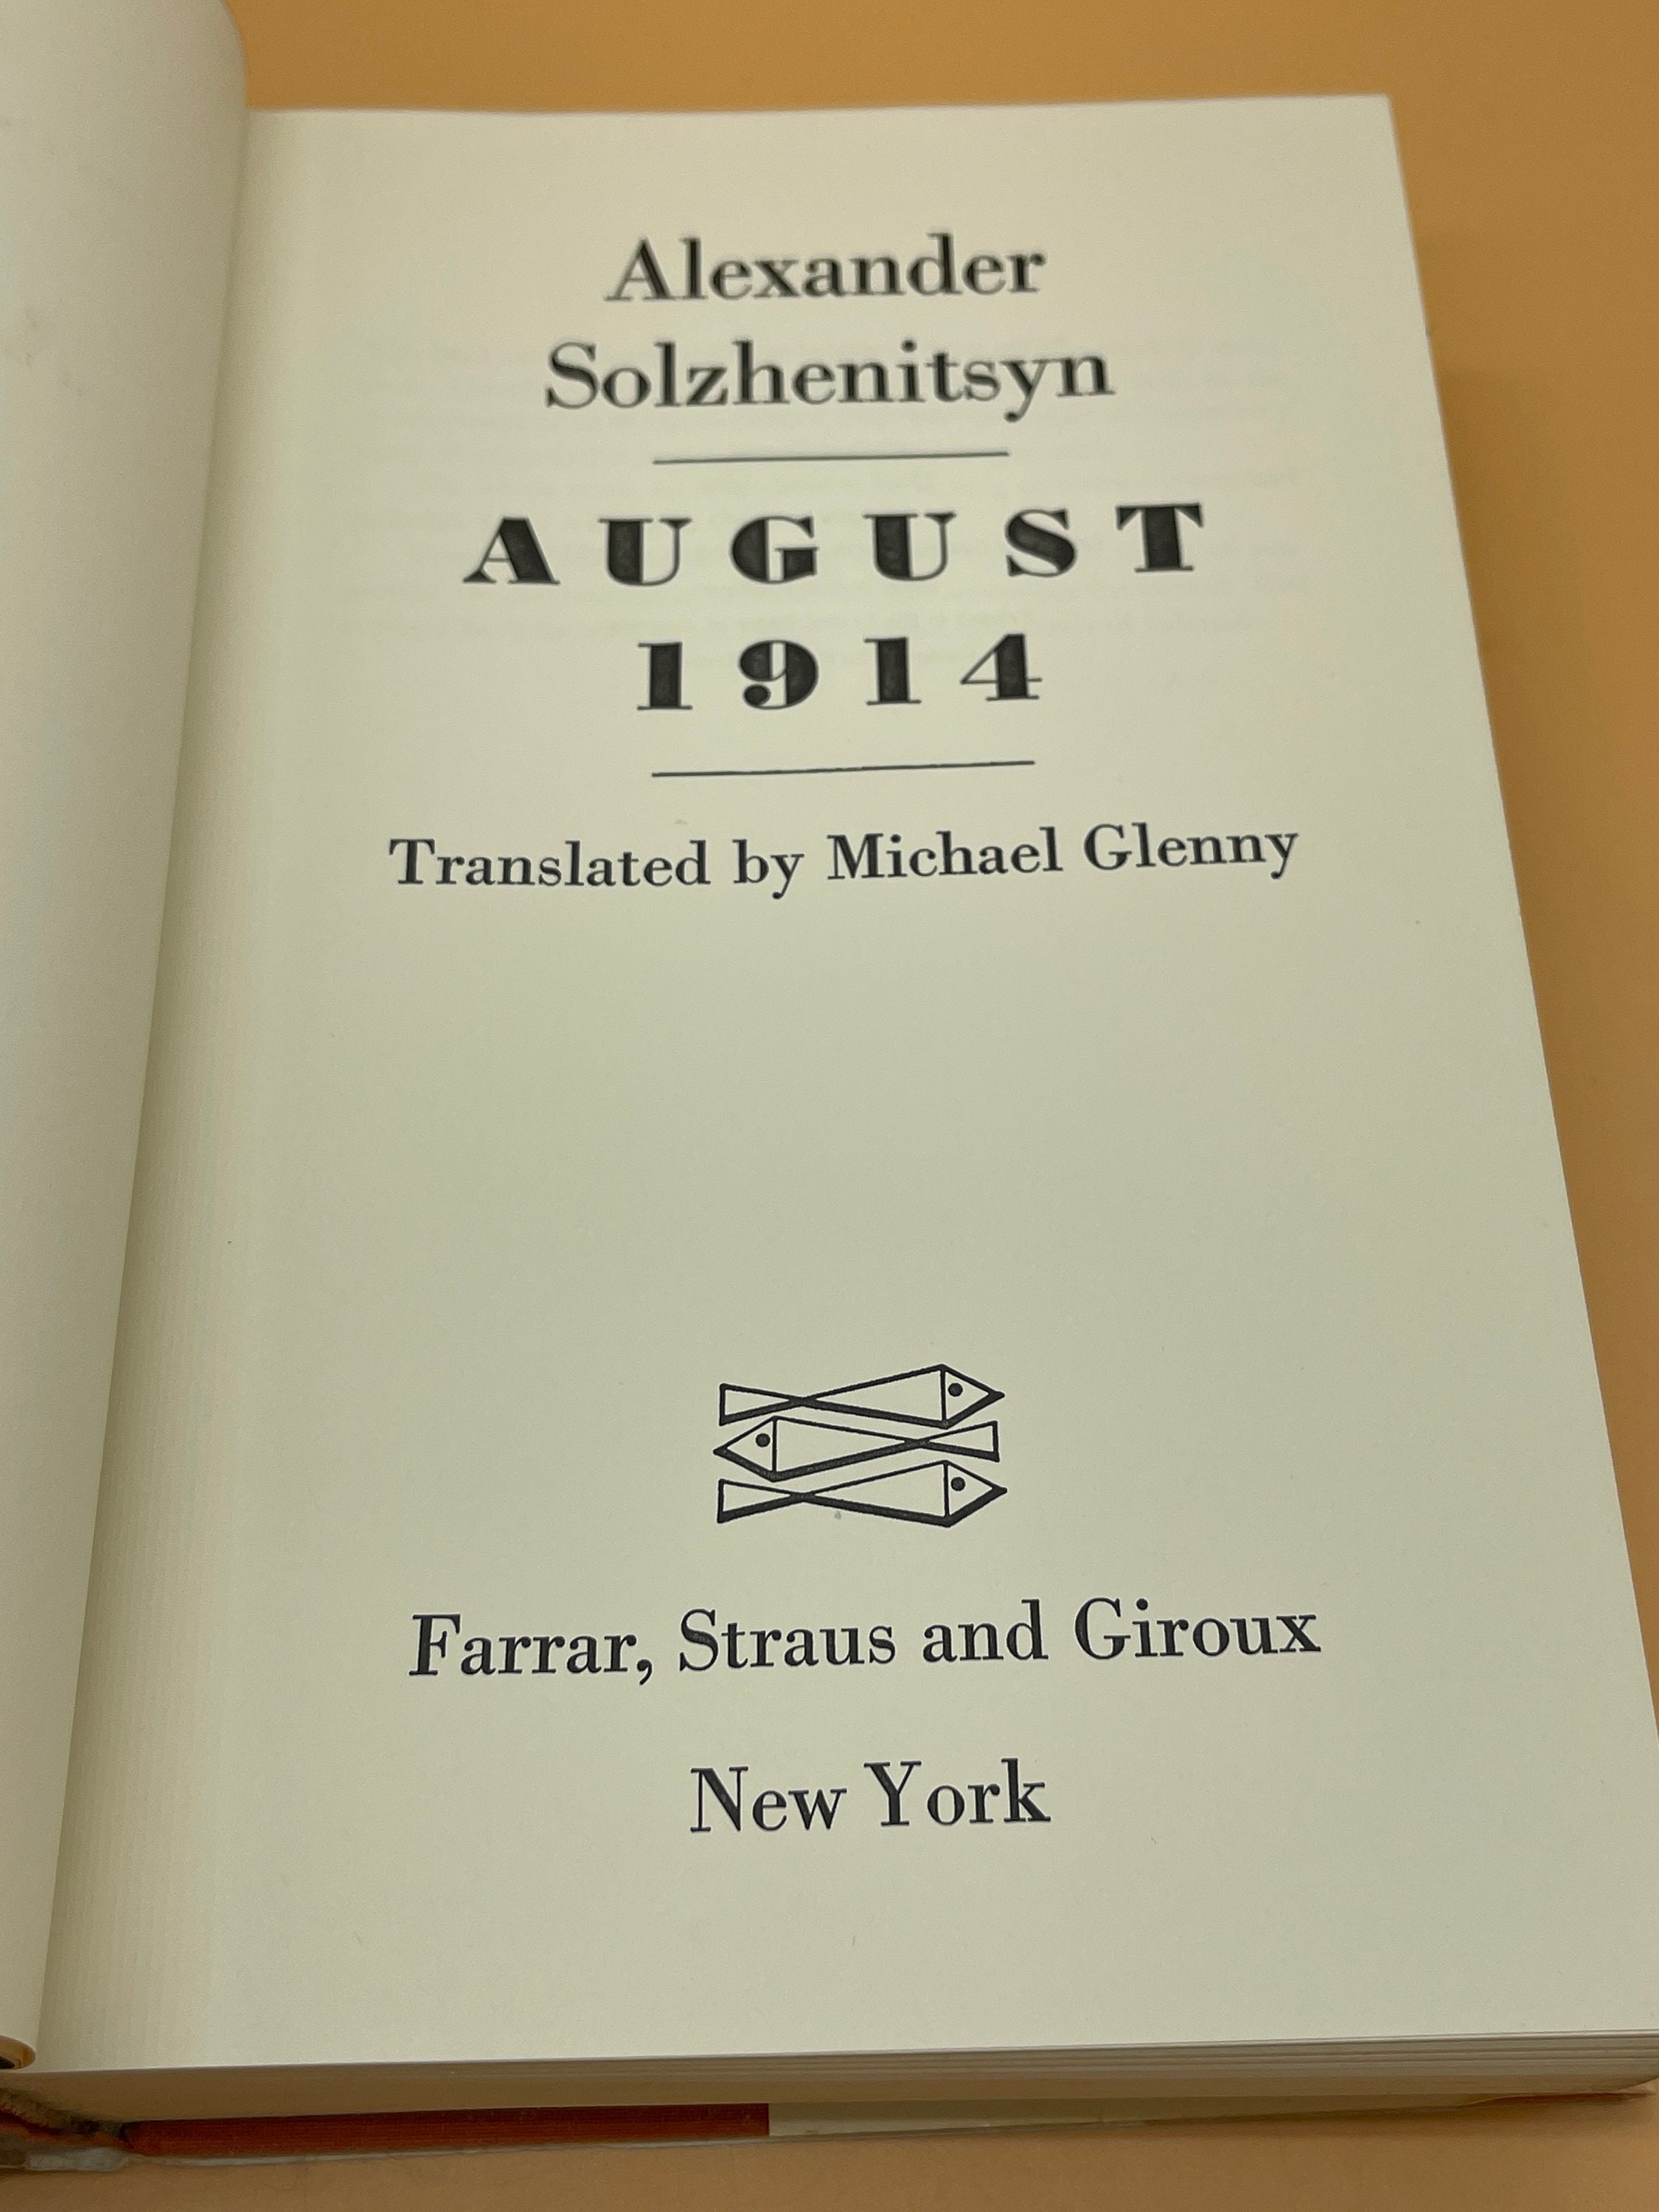 Alexander
Solzhenitsyn
AUGUST
1914
Translated by Michael Glenny
Farrar, Straus and Giroux
New York